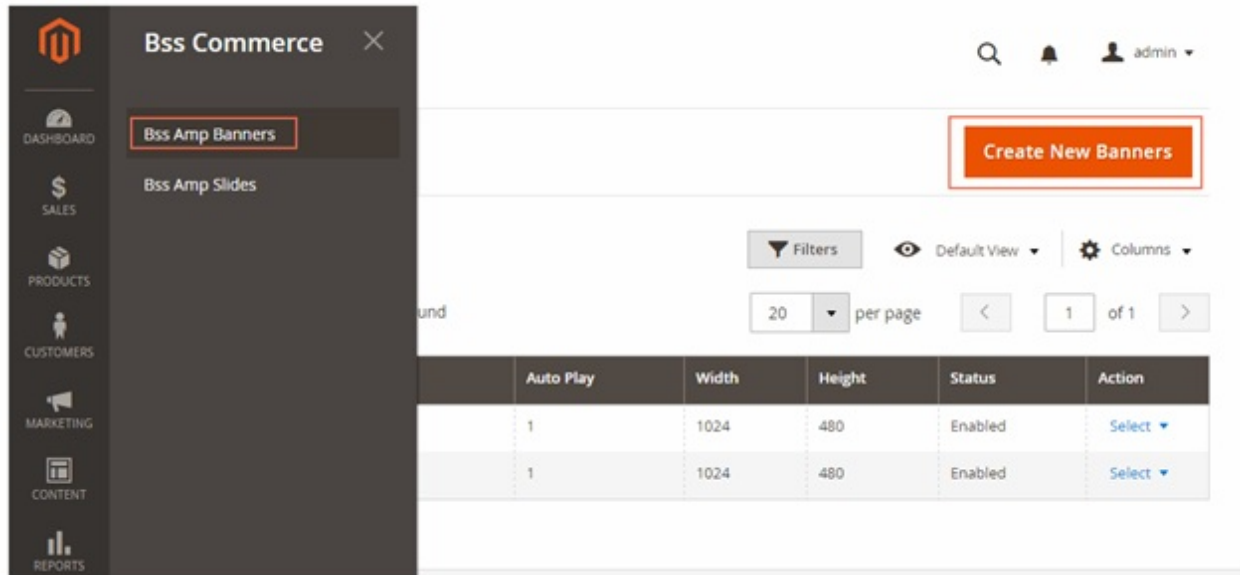 Bss Commerce
admin
DASHBOARD
Bss Amp Banners
Create New Banners
SALES
Bss Amp Slides
PRODUCTS
Filters
Default View
Columns
und
20
per page
1
of 1
CUSTOMERS
Auto Play Width Height Status Action
MARKETING
1 1024 480 Enabled Select
1 1024 480 Enabled Select
CONTENT
REPORTS